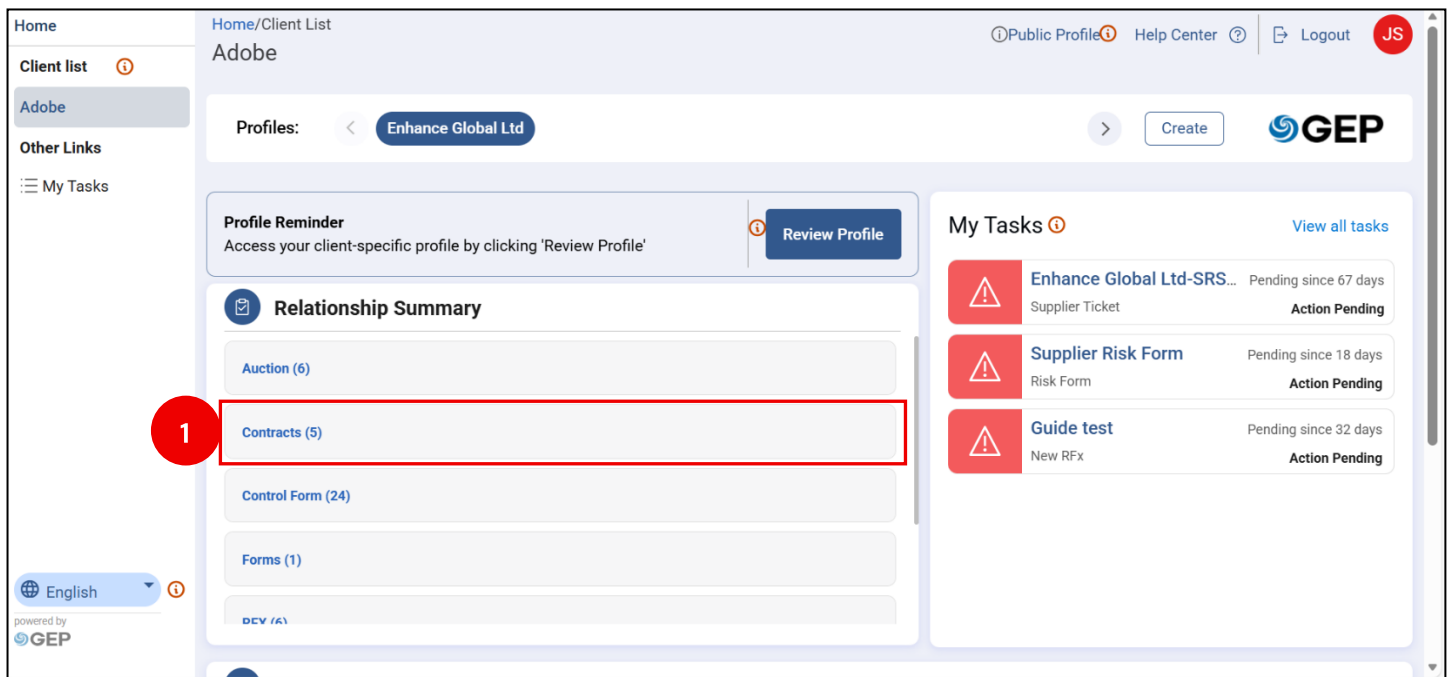 Home
Client list
Adobe
Other Links
My Tasks
English
powered by
GEP
Home/Client List
Adobe
Public Profile
Help Center
Logout
JS
Profiles:
Enhance Global Ltd
Create
GEP
Profile Reminder
Access your client-specific profile by clicking 'Review Profile'
Review Profile
Relationship Summary
Auction (6)
1
Contracts (5)
Control Form (24)
Forms (1)
RFX (6)
My Tasks
View all tasks
Enhance Global Ltd-SRS...
Pending since 67 days
Supplier Ticket
Action Pending
Supplier Risk Form
Pending since 18 days
Risk Form
Action Pending
Guide test
Pending since 32 days
New RFx
Action Pending